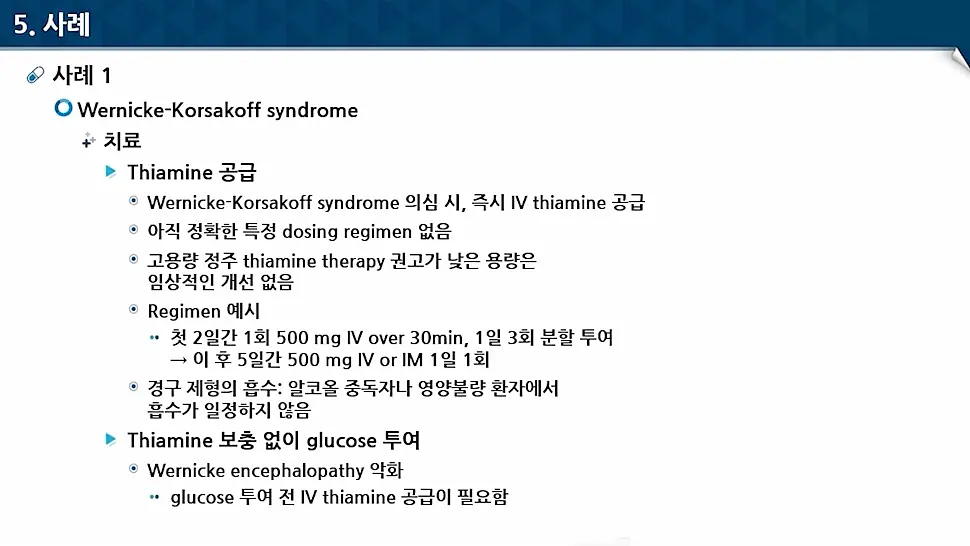 5. 사례
사례 1
Wernicke-Korsakoff syndrome
치료
Thiamine 공급
Wernicke-Korsakoff syndrome 의심 시, 즉시 IV thiamine 공급
아직 정확한 특정 dosing regimen 없음
고용량 정주 thiamine therapy 권고가 낮은 용량은
임상적인 개선 없음
Regimen 예시
첫 2일간 1회 500 mg IV over 30min, 1일 3회 분할 투여
→ 이 후 5일간 500 mg IV or IM 1일 1회
경구 제형의 흡수: 알코올 중독자나 영양불량 환자에서
흡수가 일정하지 않음
Thiamine 보충 없이 glucose 투여
Wernicke encephalopathy 악화
glucose 투여 전 IV thiamine 공급이 필요함